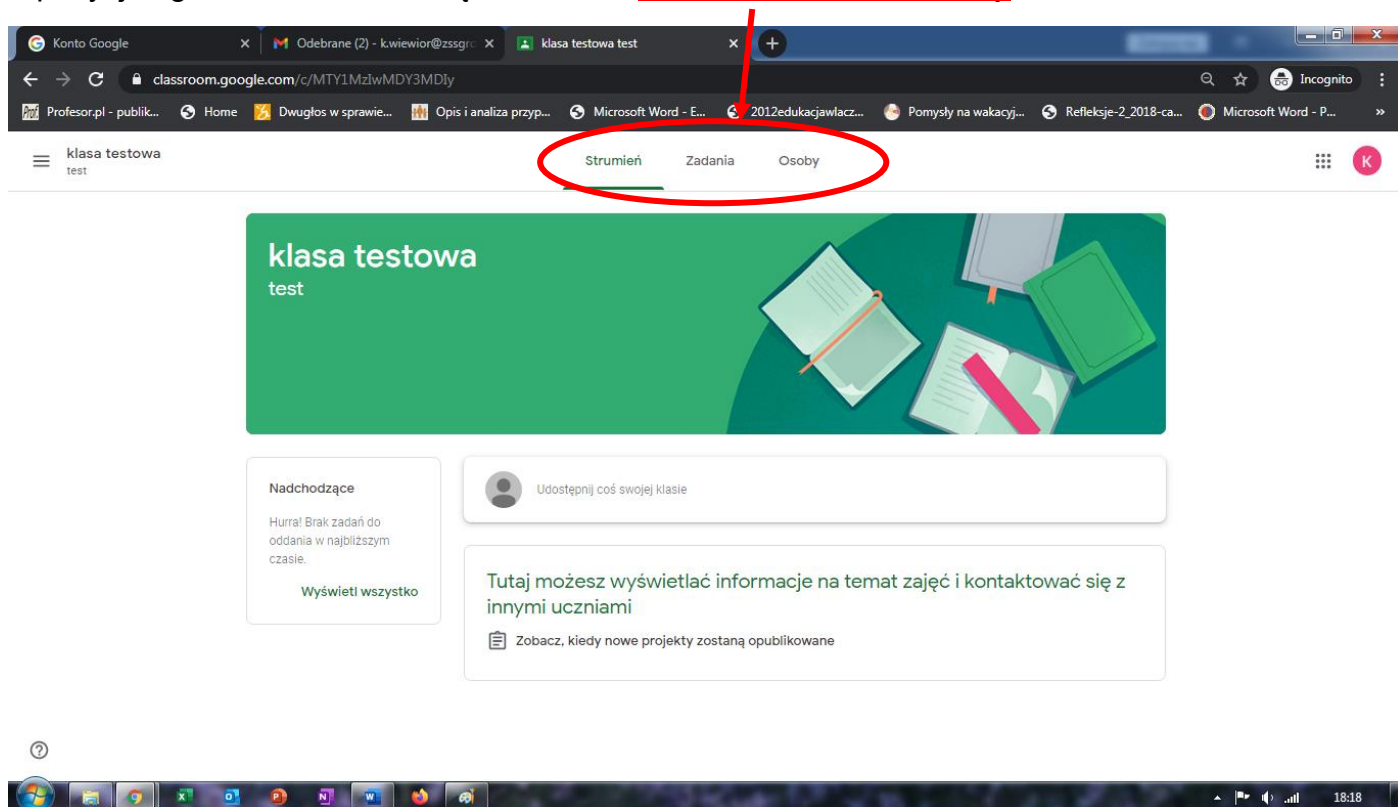 Konto Google
Odebrane (2) - k.wiewior@zssgrc
klasa testowa test
classroom.google.com/c/MTY1MzIwMDY3MDIy
Incognito
Profesor.pl - publik...
Home
Dwugłos w sprawie...
Opis i analiza przyp...
Microsoft Word - E...
2012edukacjawlacz...
Pomysły na wakacyj...
Refleksje-2_2018-ca...
Microsoft Word - P...
»
klasa testowa
test
Strumień Zadania Osoby
K
klasa testowa
test
Nadchodzące
Hurra! Brak zadań do
oddania w najbliższym
czasie.
Wyświetl wszystko
Udostępnij coś swojej klasie
Tutaj możesz wyświetlać informacje na temat zajęć i kontaktować się z
innymi uczniami
Zobacz, kiedy nowe projekty zostaną opublikowane
18:18